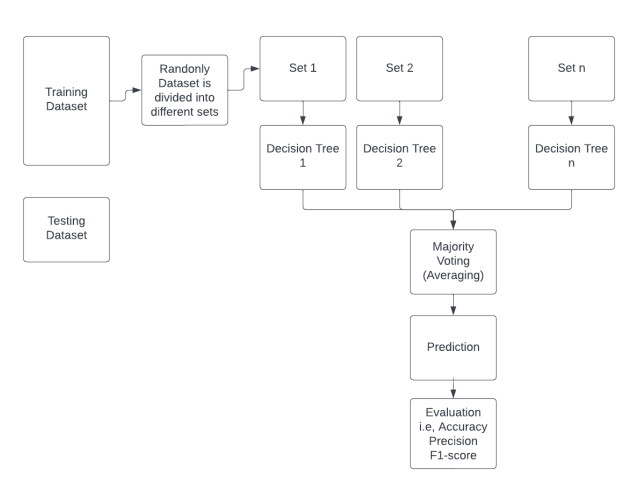 Training
Dataset
Randonly
Dataset is
divided into
different sets
Set 1
Set 2
Set n
Decision Tree
1
Decision Tree
2
Decision Tree
n
Testing
Dataset
Majority
Voting
(Averaging)
Prediction
Evaluation
i.e, Accuracy
Precision
F1-score